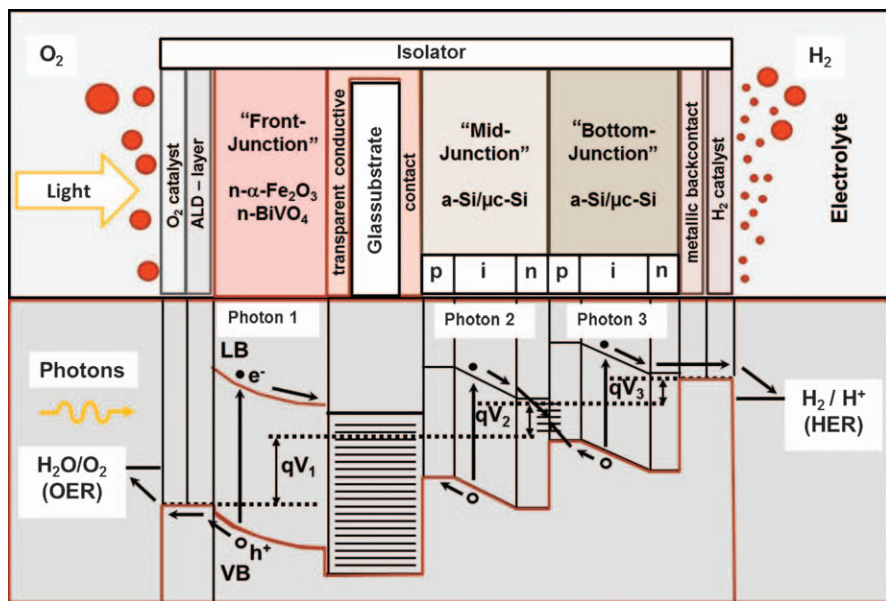 O₂
Isolator
H₂
Light
O₂ catalyst
ALD – layer
“Front-
Junction”
n-α-Fe₂O₃
n-BiVO₄
transparent conductive
Glassubstrate
contact
“Mid-
Junction”
a-Si/µc-Si
“Bottom-
Junction”
a-Si/µc-Si
metallic backcontact
H₂ catalyst
Electrolyte
p
i
n
p
i
n
Photon 1
Photon 2
Photon 3
LB
e⁻
Photons
qV₁
qV₂
qV₃
H₂O/O₂
(OER)
H₂ / H⁺
(HER)
h⁺
VB